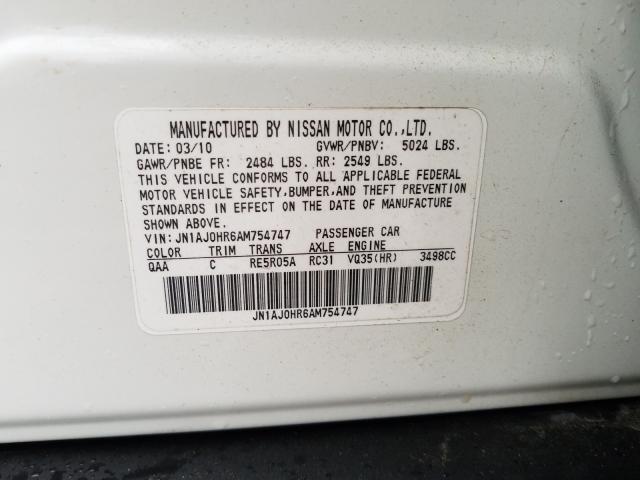 MANUFACTURED BY NISSAN MOTOR CO.,LTD.
DATE: 03/10 GVWR/PNBV: 5024 LBS.
GAWR/PNBE FR: 2484 LBS. RR: 2549 LBS.
THIS VEHICLE CONFORMS TO ALL APPLICABLE FEDERAL
MOTOR VEHICLE SAFETY,BUMPER,AND THEFT PREVENTION
STANDARDS IN EFFECT ON THE DATE OF MANUFACTURE
SHOWN ABOVE.
VIN: JN1AJ0HR6AM754747 PASSENGER CAR
COLOR TRIM TRANS AXLE ENGINE
QAA C RE5R05A RC31 VQ35(HR) 3498CC
JN1AJ0HR6AM754747